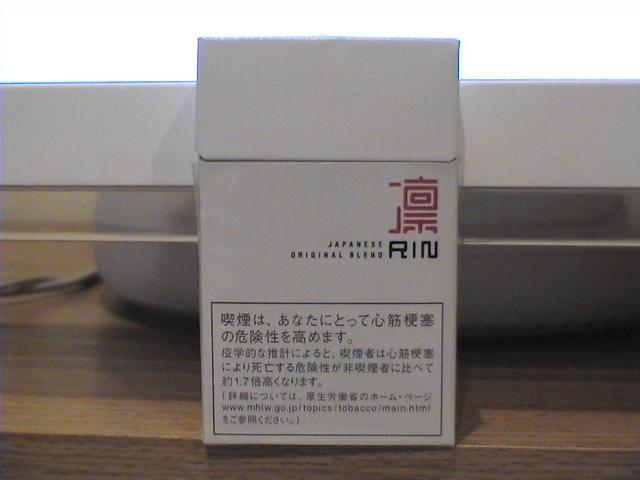 凛
JAPANESE
ORIGINAL BLEND RIN
喫煙は、あなたにとって心筋梗塞
の危険性を高めます。
疫学的な推計によると、喫煙者は心筋梗塞
により死亡する危険性が非喫煙者に比べて
約1.7倍高くなります。
(詳細については、厚生労働省のホーム・ページ
www.mhlw.go.jp/topics/tobacco/main.html
をご参照ください。)